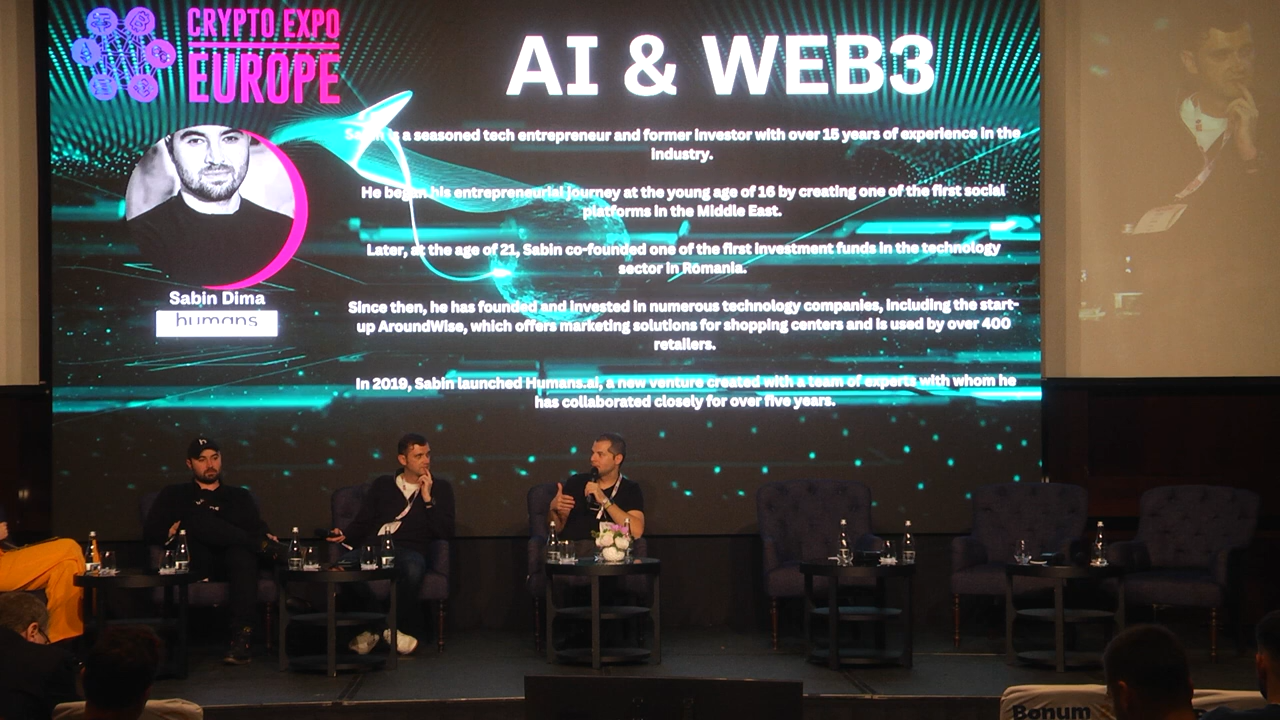 CRYPTO EXPO
EUROPE
AI & WEB3
Sabin is a seasoned tech entrepreneur and former investor with over 15 years of experience in the
industry.
He began his entrepreneurial journey at the young age of 16 by creating one of the first social
platforms in the Middle East.
Later, at the age of 21, Sabin co-founded one of the first investment funds in the technology
sector in Romania.
Since then, he has founded and invested in numerous technology companies, including the start-
up AroundWise, which offers marketing solutions for shopping centers and is used by over 400
retailers.
In 2019, Sabin launched Humans.ai, a new venture created with a team of experts with whom he
has collaborated closely for over five years.
Sabin Dima
humans
Bonum